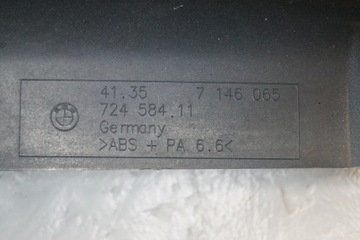 41.35 7 146 065
724 584.11
Germany
>ABS + PA 6.6<